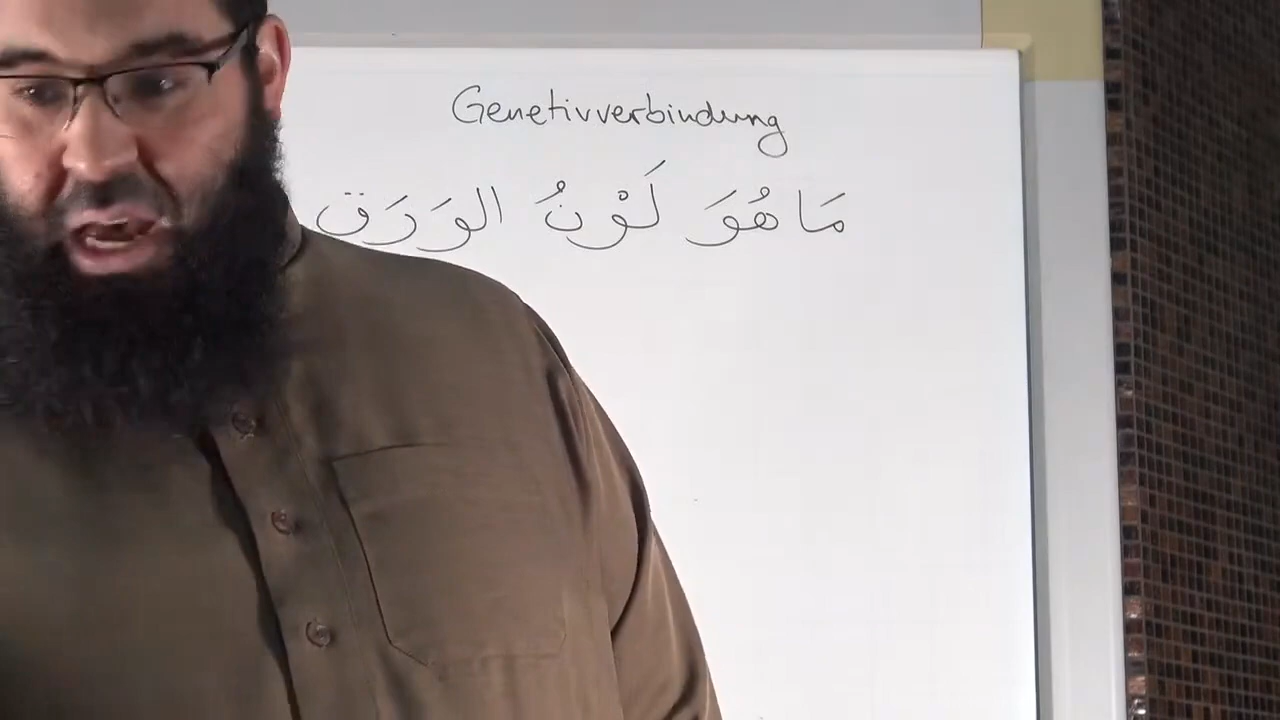 Genetivverbindung
مَا هُوَ لَوْنُ الوَرَق